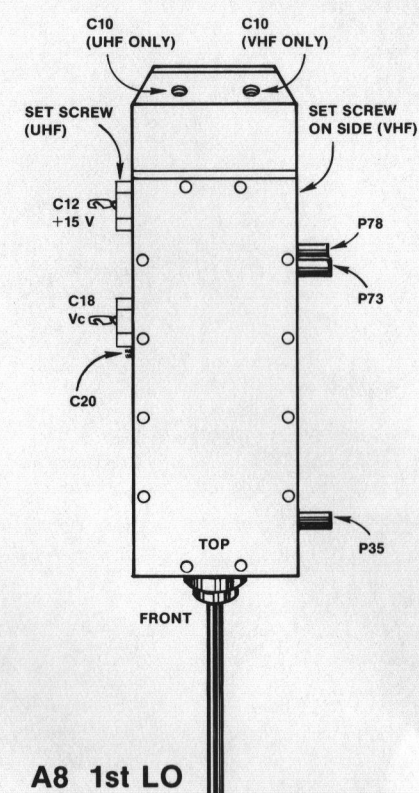 C10
(UHF ONLY)
C10
(VHF ONLY)
SET SCREW
(UHF)
SET SCREW
ON SIDE (VHF)
C12
+15 V
P78
P73
C18
Vc
C20
TOP
P35
FRONT
A8 1st LO